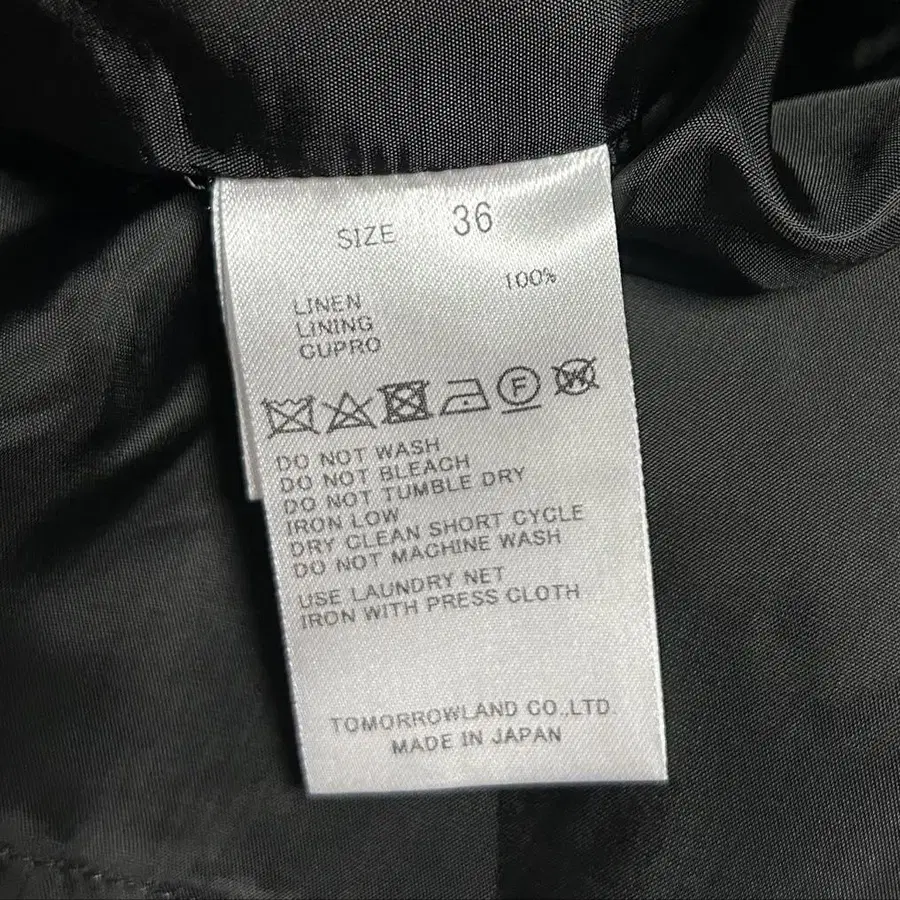 SIZE 36
100%
LINEN
LINING
CUPRO
F W
DO NOT WASH
DO NOT BLEACH
DO NOT TUMBLE DRY
IRON LOW
DRY CLEAN SHORT CYCLE
DO NOT MACHINE WASH
USE LAUNDRY NET
IRON WITH PRESS CLOTH
TOMORROWLAND CO.,LTD.
MADE IN JAPAN